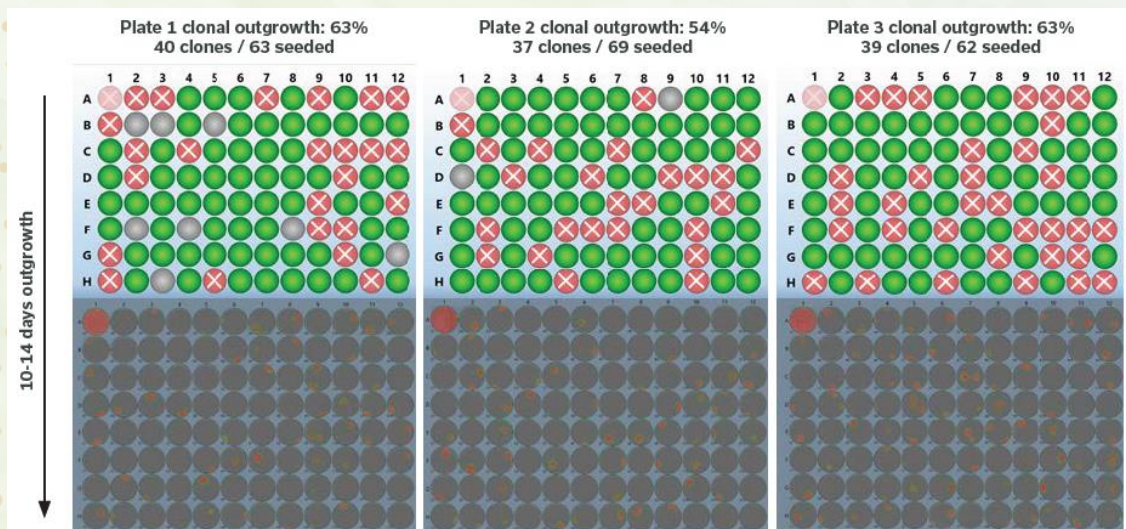 Plate 1 clonal outgrowth: 63%
40 clones / 63 seeded
Plate 2 clonal outgrowth: 54%
37 clones / 69 seeded
Plate 3 clonal outgrowth: 63%
39 clones / 62 seeded
10-14 days outgrowth
1 2 3 4 5 6 7 8 9 10 11 12
A
B
C
D
E
F
G
H
1 2 3 4 5 6 7 8 9 10 11 12
A
B
C
D
E
F
G
H
1 2 3 4 5 6 7 8 9 10 11 12
A
B
C
D
E
F
G
H